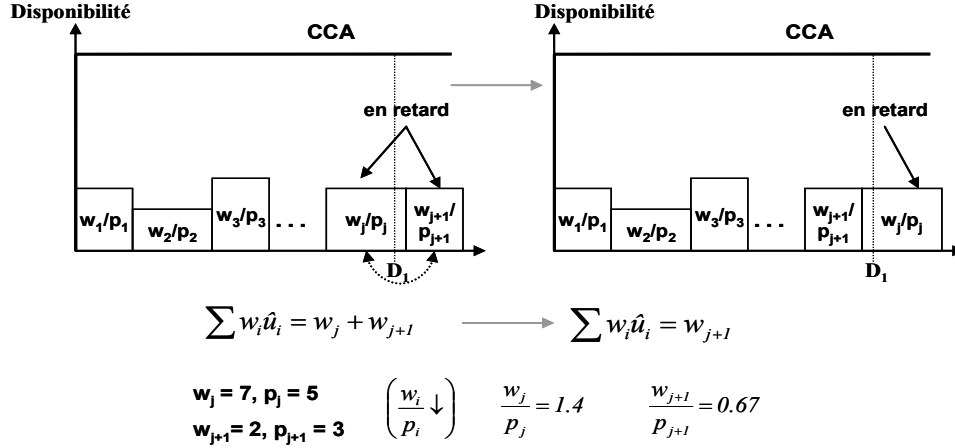 Disponibilité
CCA
en retard
w1/p1
w2/p2
w3/p3
. . .
wj/pj
wj+1/
pj+1
D1
Disponibilité
CCA
en retard
w1/p1
w2/p2
w3/p3
. . .
wj+1/
pj+1
wj/pj
D1
∑ wiûi = wj + wj+1
∑ wiûi = wj+1
wj = 7, pj = 5
wj+1 = 2, pj+1 = 3
(wi/pi ↓)
wj/pj = 1.4
wj+1/pj+1 = 0.67